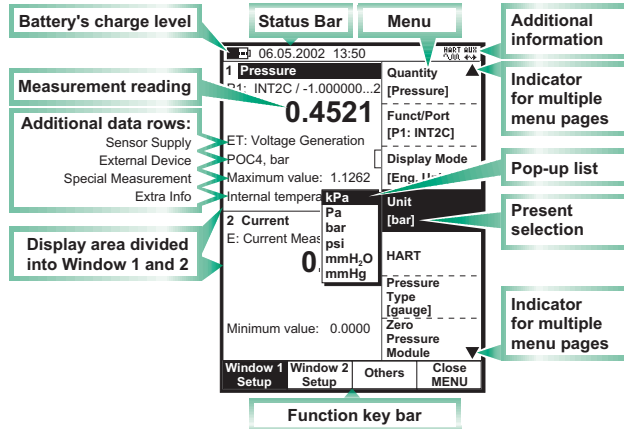 Battery's charge level
Status Bar
Menu
Additional
information
06.05.2002 13:50
HART AUX
1 Pressure
P1: INT2C / -1.000000...2
0.4521
ET: Voltage Generation
POC4, bar
Maximum value: 1.1262
Internal tempera
2 Current
E: Current Meas
0.
Minimum value: 0.0000
kPa
Pa
bar
psi
mmH₂O
mmHg
Quantity
[Pressure]
Funct/Port
[P1: INT2C]
Display Mode
[Eng. Uni
Unit
[bar]
HART
Pressure
Type
[gauge]
Zero
Pressure
Module
Window 1
Setup
Window 2
Setup
Others
Close
MENU
Measurement reading
Additional data rows:
Sensor Supply
External Device
Special Measurement
Extra Info
Display area divided
into Window 1 and 2
Indicator
for multiple
menu pages
Pop-up list
Present
selection
Indicator
for multiple
menu pages
Function key bar